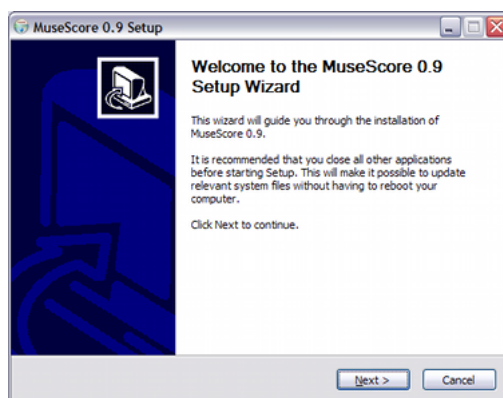 MuseScore 0.9 Setup
Welcome to the MuseScore 0.9
Setup Wizard
This wizard will guide you through the installation of
MuseScore 0.9.
It is recommended that you close all other applications
before starting Setup. This will make it possible to update
relevant system files without having to reboot your
computer.
Click Next to continue.
Next >
Cancel